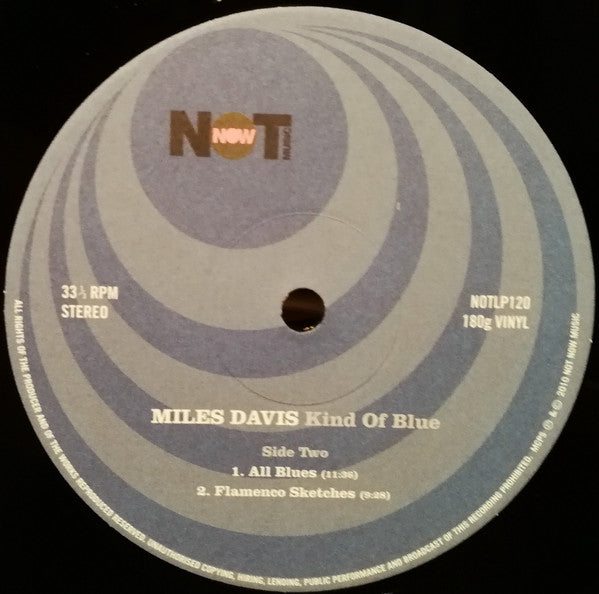 NOT
NOW
MUSIC
33⅓ RPM
STEREO
NOTLP120
180g VINYL
MILES DAVIS Kind Of Blue
Side Two
1. All Blues (11:36)
2. Flamenco Sketches (9:28)
ALL RIGHTS OF THE PRODUCER AND OF THE WORKS REPRODUCED RESERVED. UNAUTHORISED COPYING, HIRING, LENDING, PUBLIC PERFORMANCE AND BROADCAST OF THIS RECORDING PROHIBITED. MCPS ℗ & © 2010 NOT NOW MUSIC